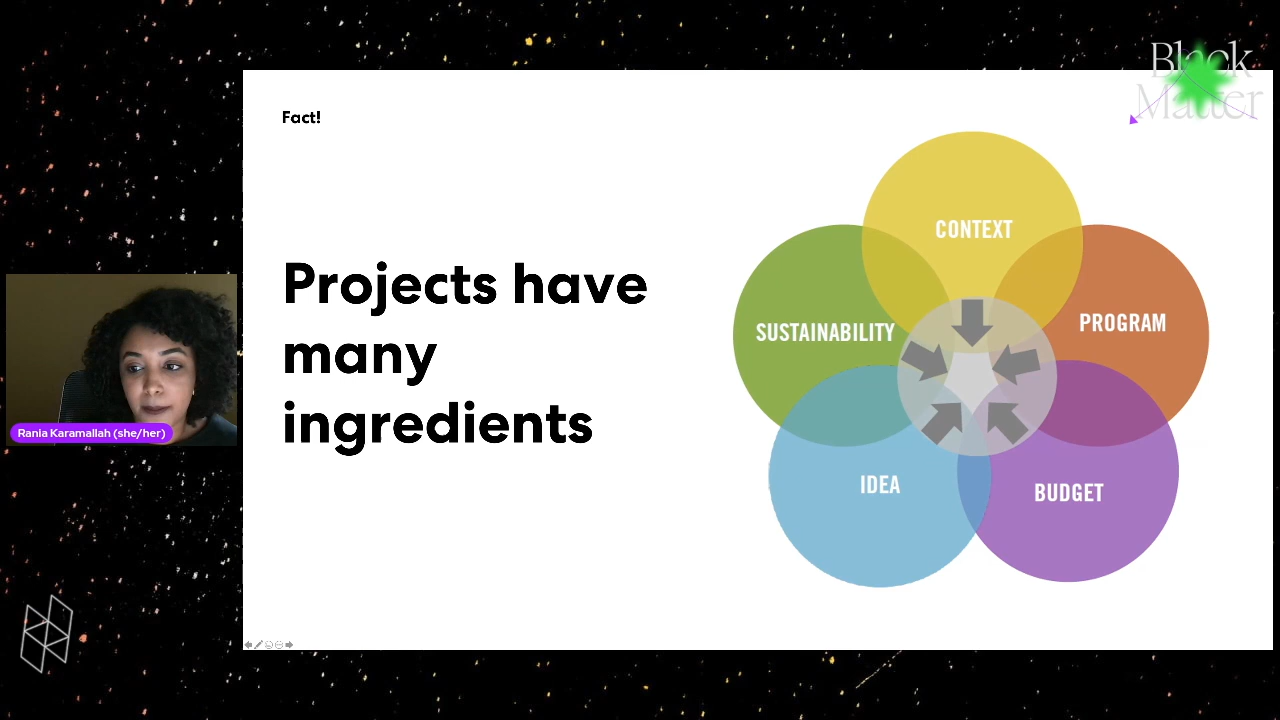 Black
Matter
Fact!
Projects have
many
ingredients
CONTEXT
SUSTAINABILITY
PROGRAM
IDEA
BUDGET
Rania Karamallah (she/her)